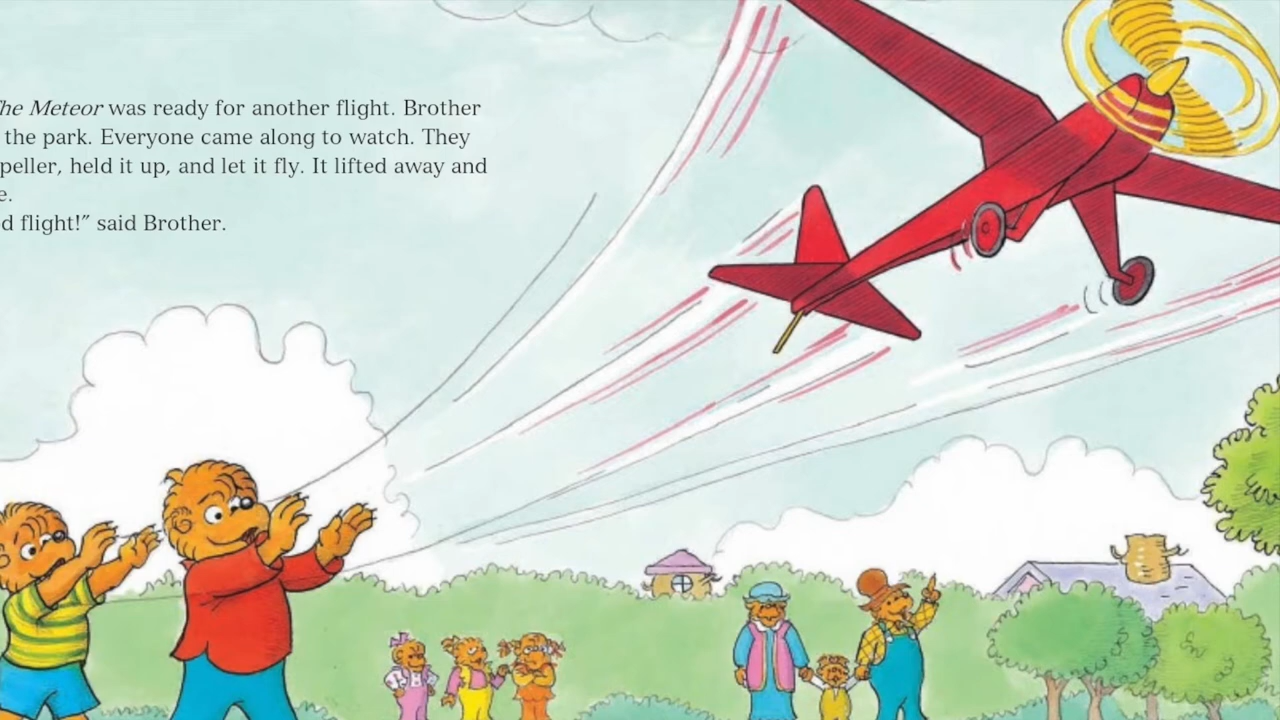 The Meteor was ready for another flight. Brother
the park. Everyone came along to watch. They
peller, held it up, and let it fly. It lifted away and
e.
d flight!” said Brother.